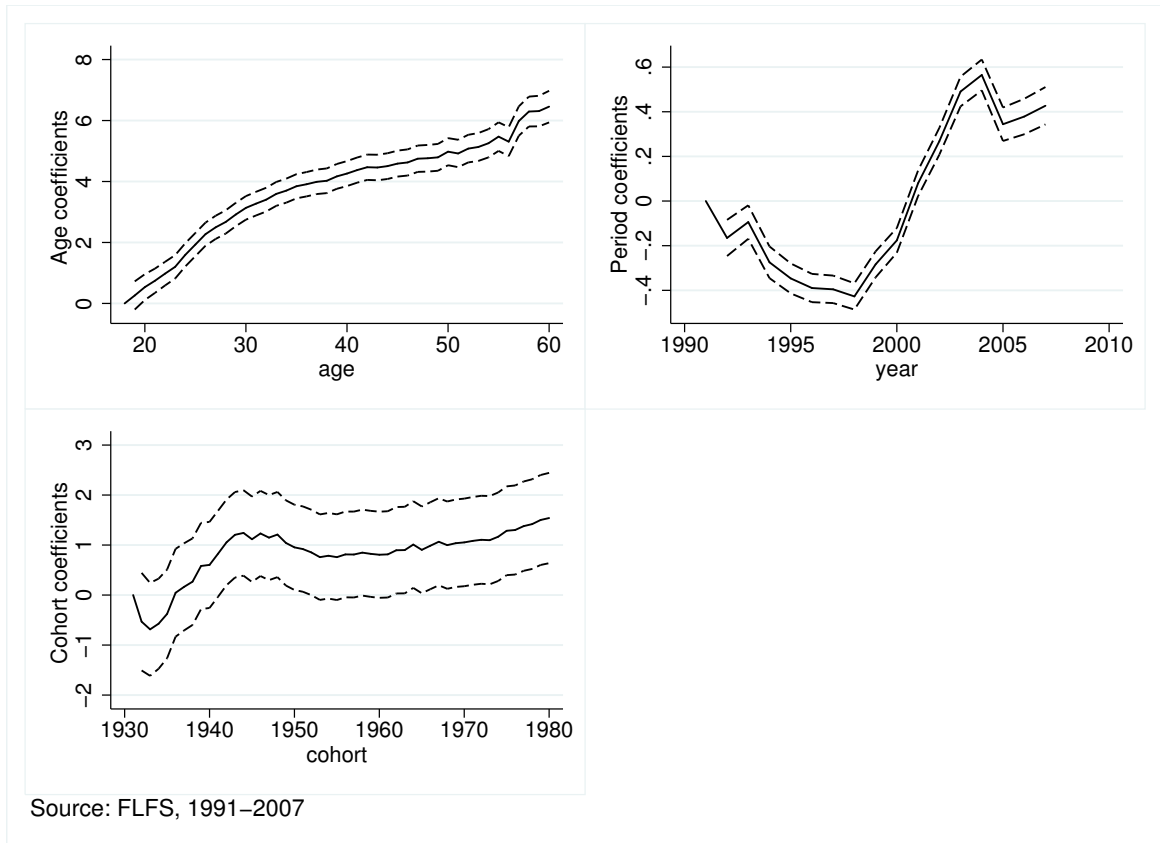 8
6
4
2
0
Age coefficients
20 30 40 50 60
age
.6
.4
.2
0
−.2
−.4
Period coefficients
1990 1995 2000 2005 2010
year
3
2
1
0
−1
−2
Cohort coefficients
1930 1940 1950 1960 1970 1980
cohort
Source: FLFS, 1991−2007